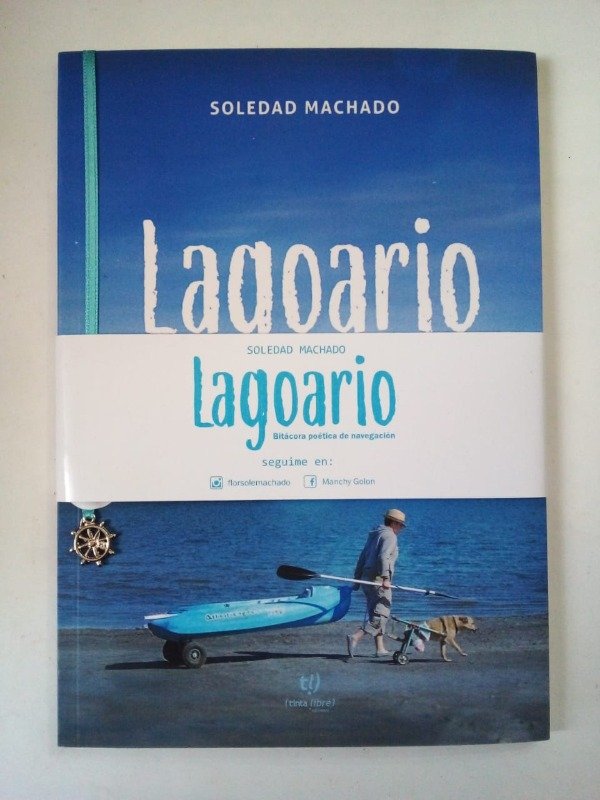 SOLEDAD MACHADO
Lagoario
SOLEDAD MACHADO
Lagoario
Bitácora poética de navegación
seguime en:
florsolemachado Manchy Golon
t!)
(tinta libre)